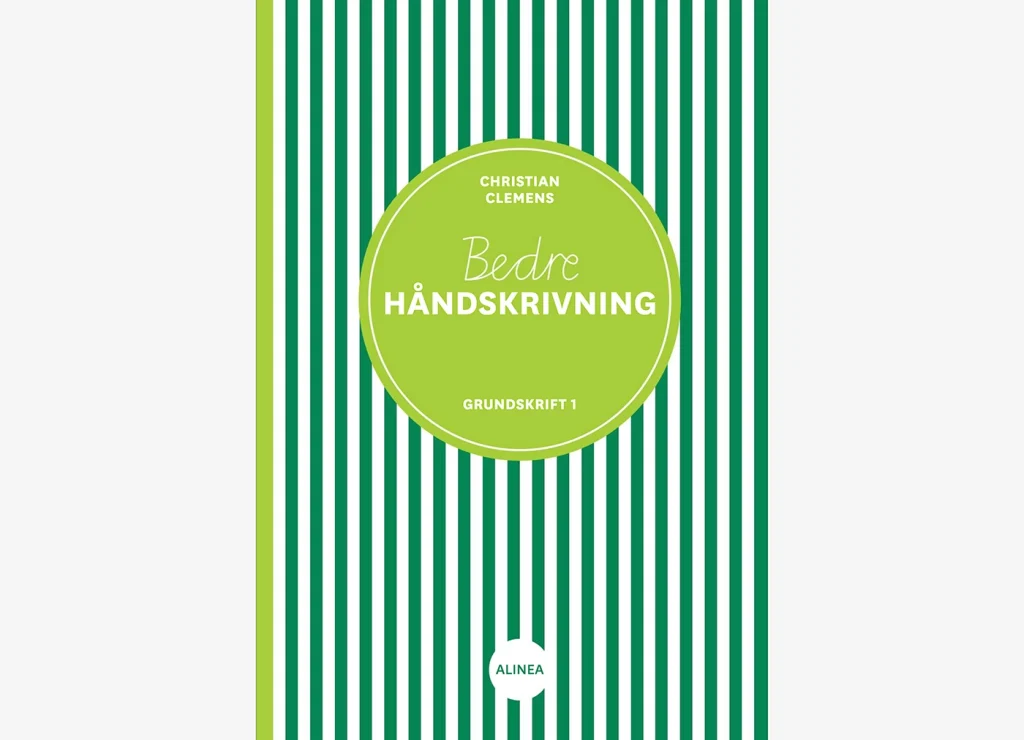 CHRISTIAN
CLEMENS
Bedre
HÅNDSKRIVNING
GRUNDSKRIFT 1
ALINEA